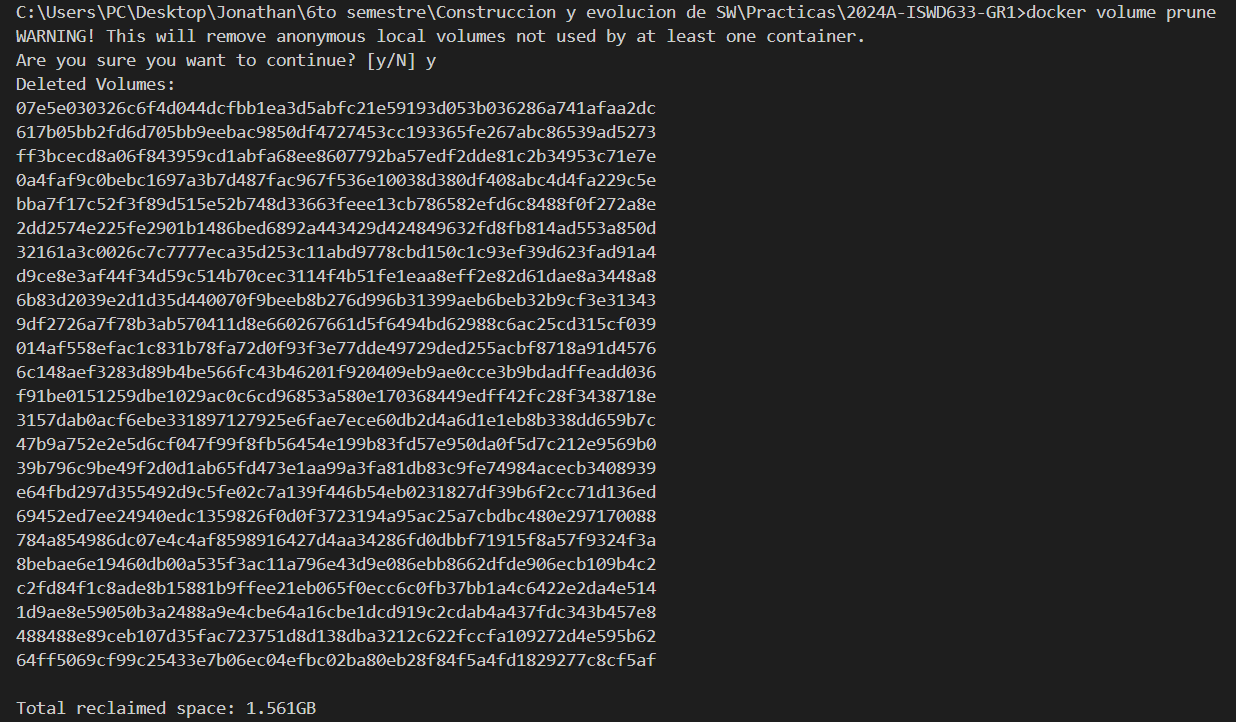 C:\Users\PC\Desktop\Jonathan\6to semestre\Construccion y evolucion de SW\Practicas\2024A-ISWD633-GR1>docker volume prune
WARNING! This will remove anonymous local volumes not used by at least one container.
Are you sure you want to continue? [y/N] y
Deleted Volumes:
07e5e030326c6f4d044dcfbb1ea3d5abfc21e59193d053b036286a741afaa2dc
617b05bb2fd6d705bb9eebac9850df4727453cc193365fe267abc86539ad5273
ff3bcecd8a06f843959cd1abfa68ee8607792ba57edf2dde81c2b34953c71e7e
0a4faf9c0bebc1697a3b7d487fac967f536e10038d380df408abc4d4fa229c5e
bba7f17c52f3f89d515e52b748d33663feee13cb786582efd6c8488f0f272a8e
2dd2574e225fe2901b1486bed6892a443429d424849632fd8fb814ad553a850d
32161a3c0026c7c7777eca35d253c11abd9778cbd150c1c93ef39d623fad91a4
d9ce8e3af44f34d59c514b70cec3114f4b51fe1eaa8eff2e82d61dae8a3448a8
6b83d2039e2d1d35d440070f9beeb8b276d996b31399aeb6beb32b9cf3e31343
9df2726a7f78b3ab570411d8e660267661d5f6494bd62988c6ac25cd315cf039
014af558efac1c831b78fa72d0f93f3e77dde49729ded255acbf8718a91d4576
6c148aef3283d89b4be566fc43b46201f920409eb9ae0cce3b9bdadffeadd036
f91be0151259dbe1029ac0c6cd96853a580e170368449edff42fc28f3438718e
3157dab0acf6ebe331897127925e6fae7ece60db2d4a6d1e1eb8b338dd659b7c
47b9a752e2e5d6cf047f99f8fb56454e199b83fd57e950da0f5d7c212e9569b0
39b796c9be49f2d0d1ab65fd473e1aa99a3fa81db83c9fe74984acecb3408939
e64fbd297d355492d9c5fe02c7a139f446b54eb0231827df39b6f2cc71d136ed
69452ed7ee24940edc1359826f0d0f3723194a95ac25a7cbdbc480e297170088
784a854986dc07e4c4af8598916427d4aa34286fd0dbbf71915f8a57f9324f3a
8bebae6e19460db00a535f3ac11a796e43d9e086ebb8662dfde906ecb109b4c2
c2fd84f1c8ade8b15881b9ffee21eb065f0ecc6c0fb37bb1a4c6422e2da4e514
1d9ae8e59050b3a2488a9e4cbe64a16cbe1dcd919c2cdab4a437fdc343b457e8
488488e89ceb107d35fac723751d8d138dba3212c622fccfa109272d4e595b62
64ff5069cf99c25433e7b06ec04efbc02ba80eb28f84f5a4fd1829277c8cf5af
Total reclaimed space: 1.561GB